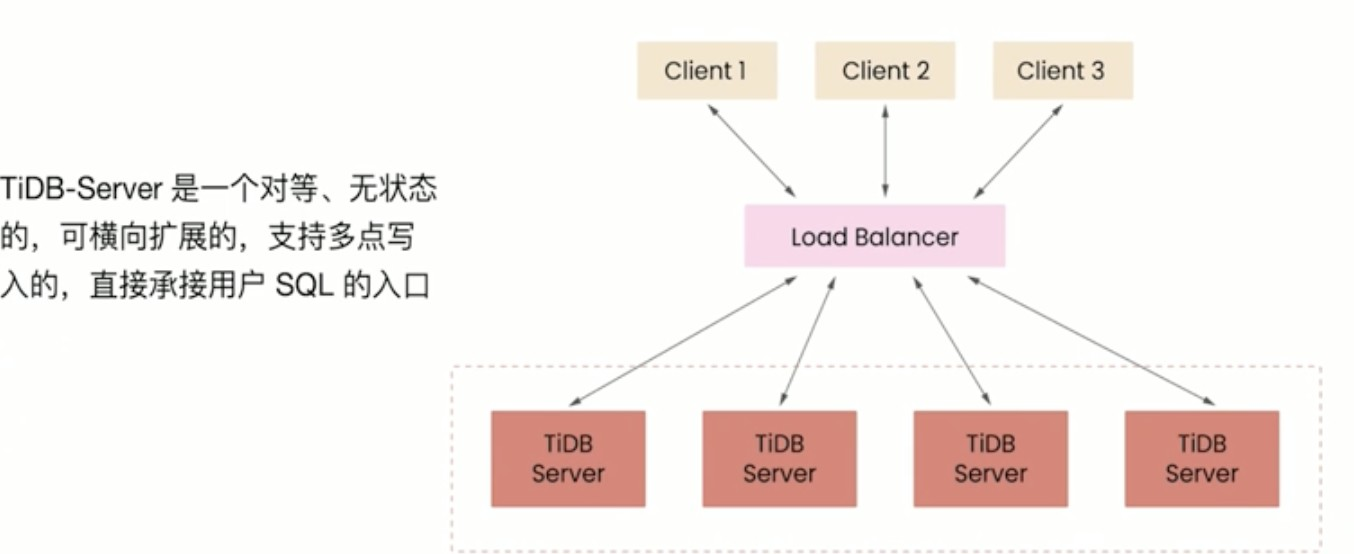 Client 1
Client 2
Client 3
TiDB-Server 是一个对等、无状态
的，可横向扩展的，支持多点写
入的，直接承接用户 SQL 的入口
Load Balancer
TiDB
Server
TiDB
Server
TiDB
Server
TiDB
Server